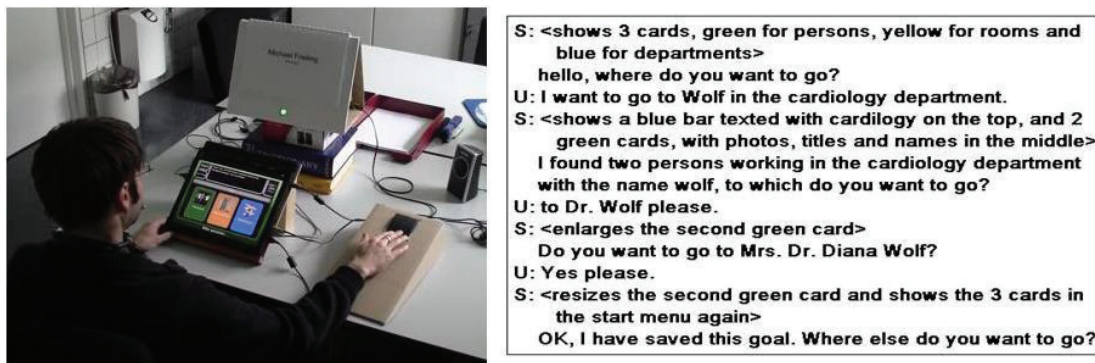 S: <shows 3 cards, green for persons, yellow for rooms and
blue for departments>
hello, where do you want to go?
U: I want to go to Wolf in the cardiology department.
S: <shows a blue bar texted with cardilogy on the top, and 2
green cards, with photos, titles and names in the middle>
I found two persons working in the cardiology department
with the name wolf, to which do you want to go?
U: to Dr. Wolf please.
S: <enlarges the second green card>
Do you want to go to Mrs. Dr. Diana Wolf?
U: Yes please.
S: <resizes the second green card and shows the 3 cards in
the start menu again>
OK, I have saved this goal. Where else do you want to go?